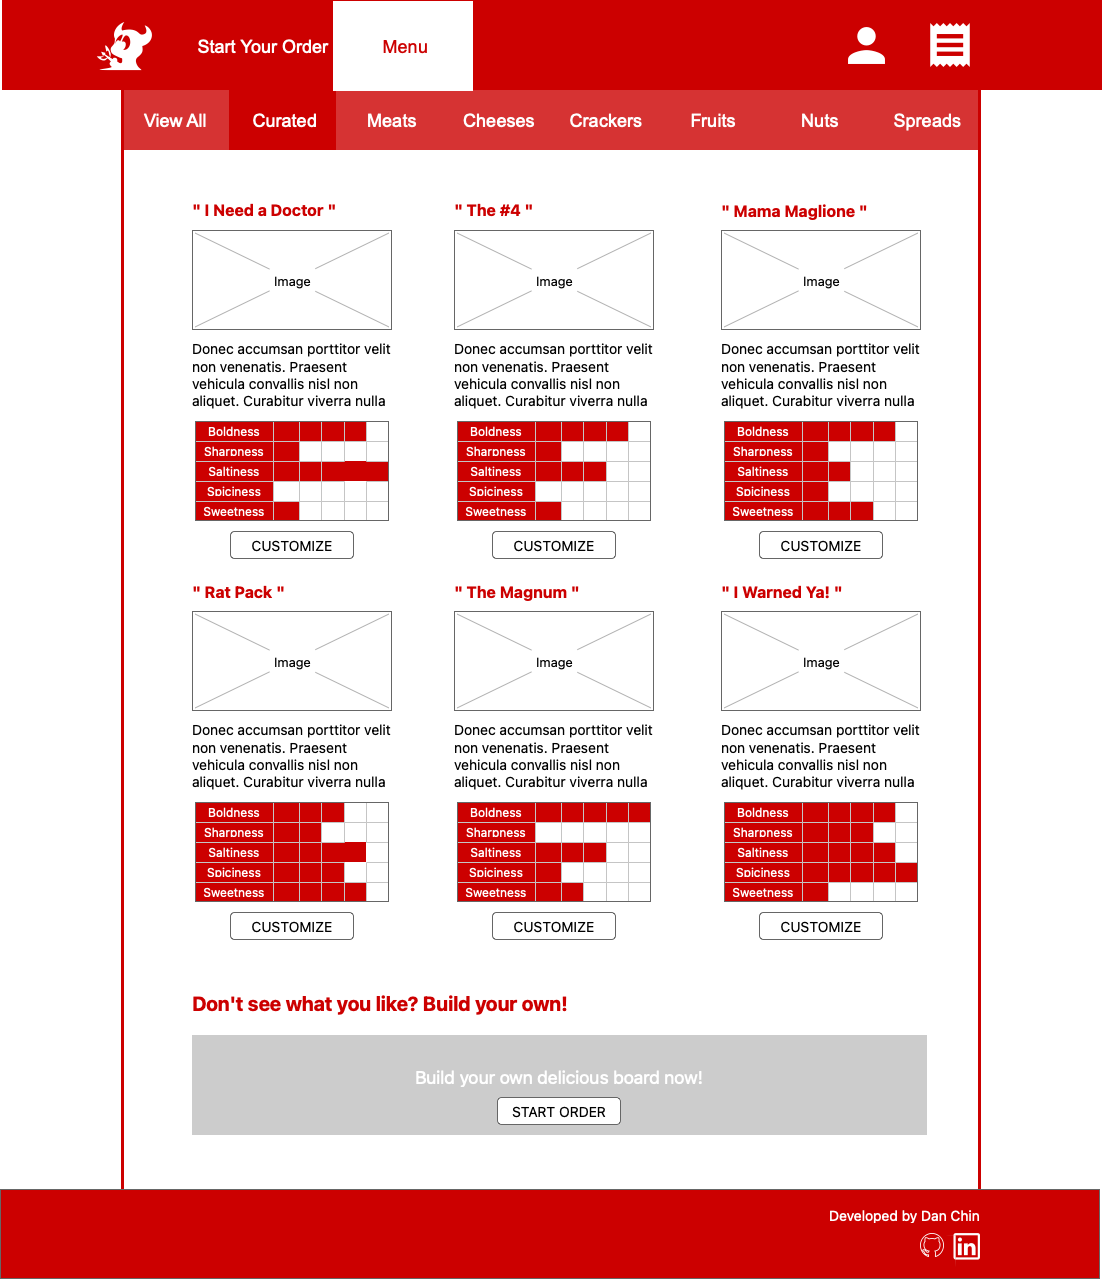 Start Your Order
Menu
View All
Curated
Meats
Cheeses
Crackers
Fruits
Nuts
Spreads
" I Need a Doctor "
Image
Donec accumsan porttitor velit
non venenatis. Praesent
vehicula convallis nisl non
aliquet. Curabitur viverra nulla
Boldness
Sharpness
Saltiness
Spiciness
Sweetness
CUSTOMIZE
" The #4 "
Image
Donec accumsan porttitor velit
non venenatis. Praesent
vehicula convallis nisl non
aliquet. Curabitur viverra nulla
Boldness
Sharpness
Saltiness
Spiciness
Sweetness
CUSTOMIZE
" Mama Maglione "
Image
Donec accumsan porttitor velit
non venenatis. Praesent
vehicula convallis nisl non
aliquet. Curabitur viverra nulla
Boldness
Sharpness
Saltiness
Spiciness
Sweetness
CUSTOMIZE
" Rat Pack "
Image
Donec accumsan porttitor velit
non venenatis. Praesent
vehicula convallis nisl non
aliquet. Curabitur viverra nulla
Boldness
Sharpness
Saltiness
Spiciness
Sweetness
CUSTOMIZE
" The Magnum "
Image
Donec accumsan porttitor velit
non venenatis. Praesent
vehicula convallis nisl non
aliquet. Curabitur viverra nulla
Boldness
Sharpness
Saltiness
Spiciness
Sweetness
CUSTOMIZE
" I Warned Ya! "
Image
Donec accumsan porttitor velit
non venenatis. Praesent
vehicula convallis nisl non
aliquet. Curabitur viverra nulla
Boldness
Sharpness
Saltiness
Spiciness
Sweetness
CUSTOMIZE
Don't see what you like? Build your own!
Build your own delicious board now!
START ORDER
Developed by Dan Chin
in